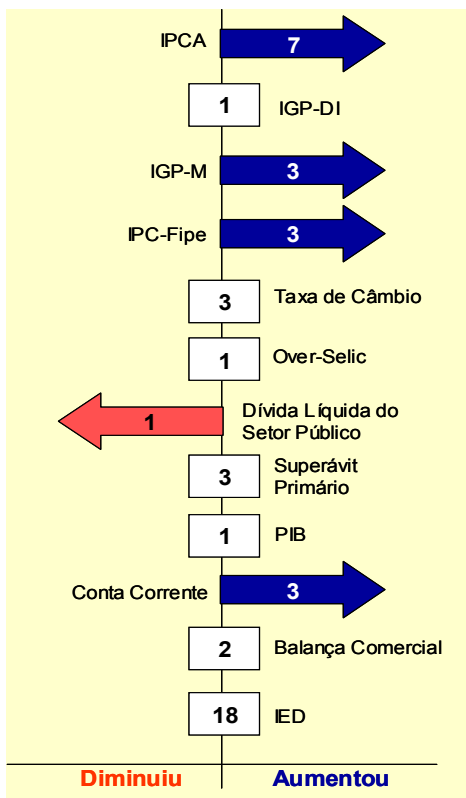 IPCA
7
1
IGP-DI
IGP-M
3
IPC-Fipe
3
3
Taxa de Câmbio
1
Over-Selic
1
Dívida Líquida do
Setor Público
3
Superávit
Primário
1
PIB
Conta Corrente
3
2
Balança Comercial
18
IED
Diminuiu
Aumentou